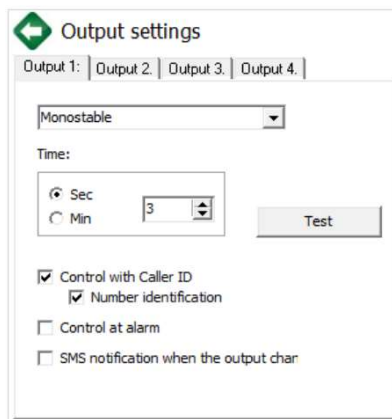 Output settings
Output 1: Output 2. Output 3. Output 4.
Monostable
Time:
Sec
Min
3
Test
Control with Caller ID
Number identification
Control at alarm
SMS notification when the output char